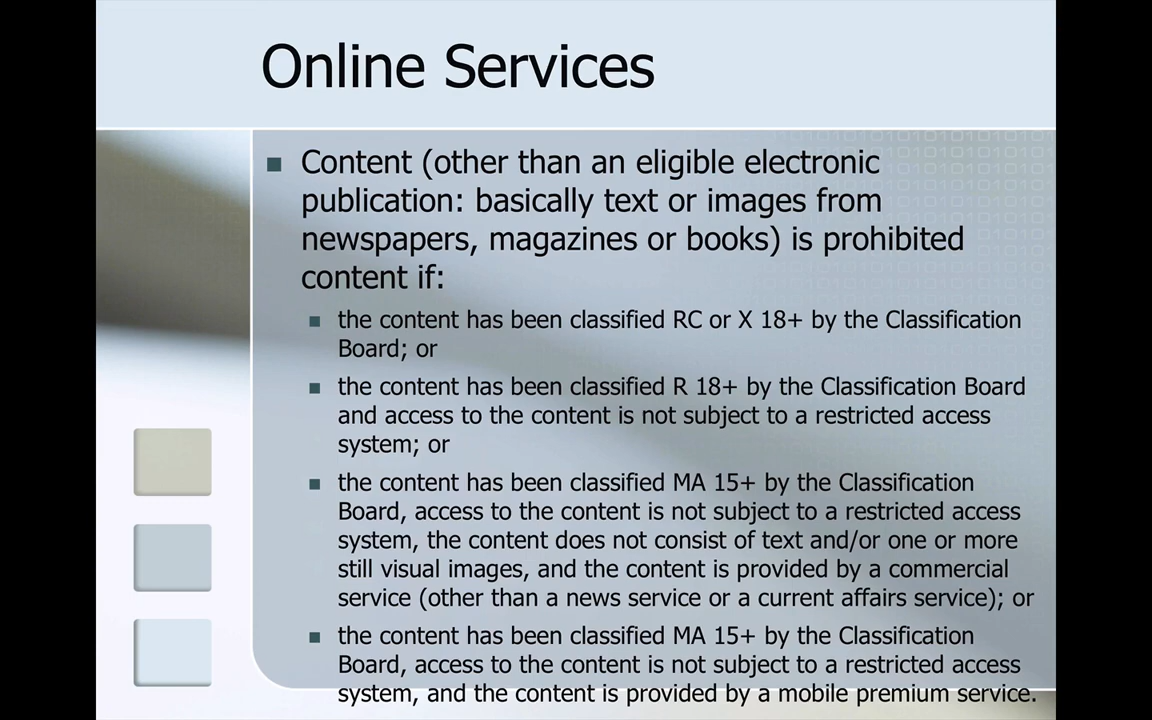 Online Services
Content (other than an eligible electronic
publication: basically text or images from
newspapers, magazines or books) is prohibited
content if:
the content has been classified RC or X 18+ by the Classification
Board; or
the content has been classified R 18+ by the Classification Board
and access to the content is not subject to a restricted access
system; or
the content has been classified MA 15+ by the Classification
Board, access to the content is not subject to a restricted access
system, the content does not consist of text and/or one or more
still visual images, and the content is provided by a commercial
service (other than a news service or a current affairs service); or
the content has been classified MA 15+ by the Classification
Board, access to the content is not subject to a restricted access
system, and the content is provided by a mobile premium service.